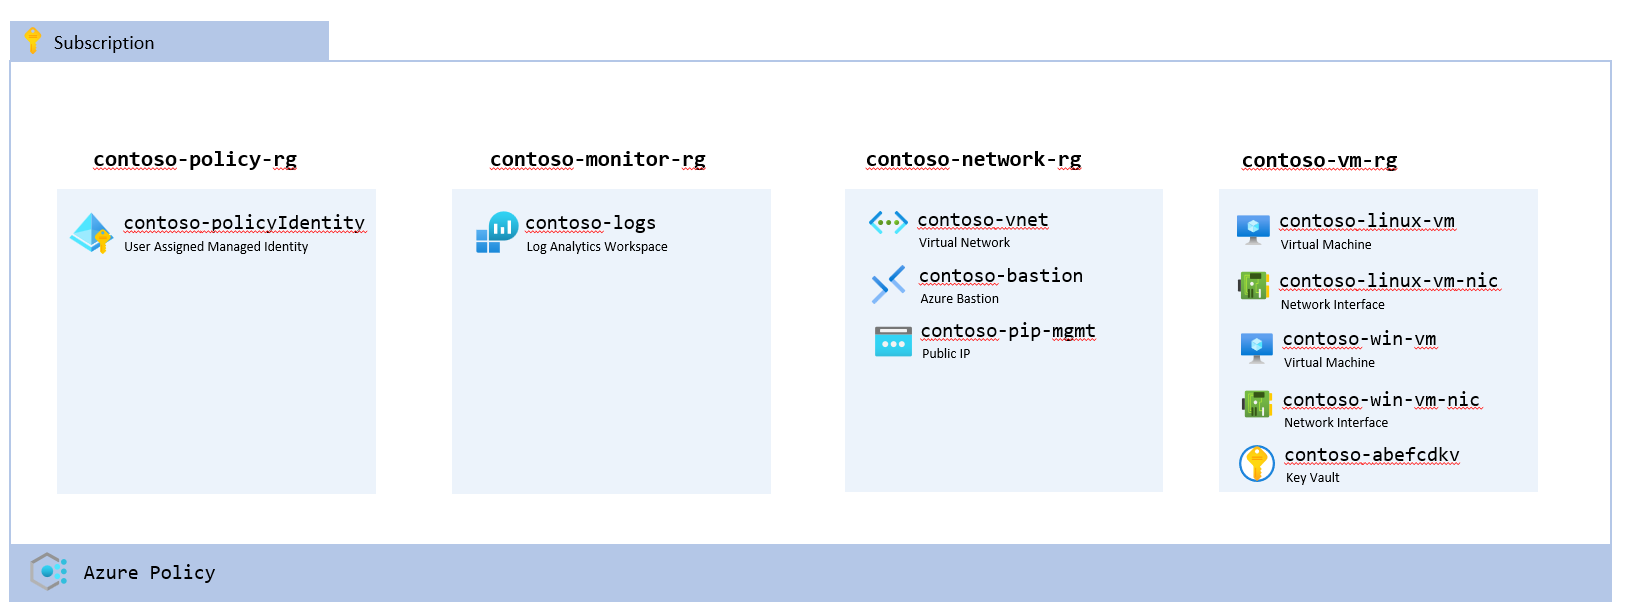 Subscription
contoso-policy-rg
contoso-policyIdentity
User Assigned Managed Identity
contoso-monitor-rg
contoso-logs
Log Analytics Workspace
contoso-network-rg
contoso-vnet
Virtual Network
contoso-bastion
Azure Bastion
contoso-pip-mgmt
Public IP
contoso-vm-rg
contoso-linux-vm
Virtual Machine
contoso-linux-vm-nic
Network Interface
contoso-win-vm
Virtual Machine
contoso-win-vm-nic
Network Interface
contoso-abefcdkv
Key Vault
Azure Policy